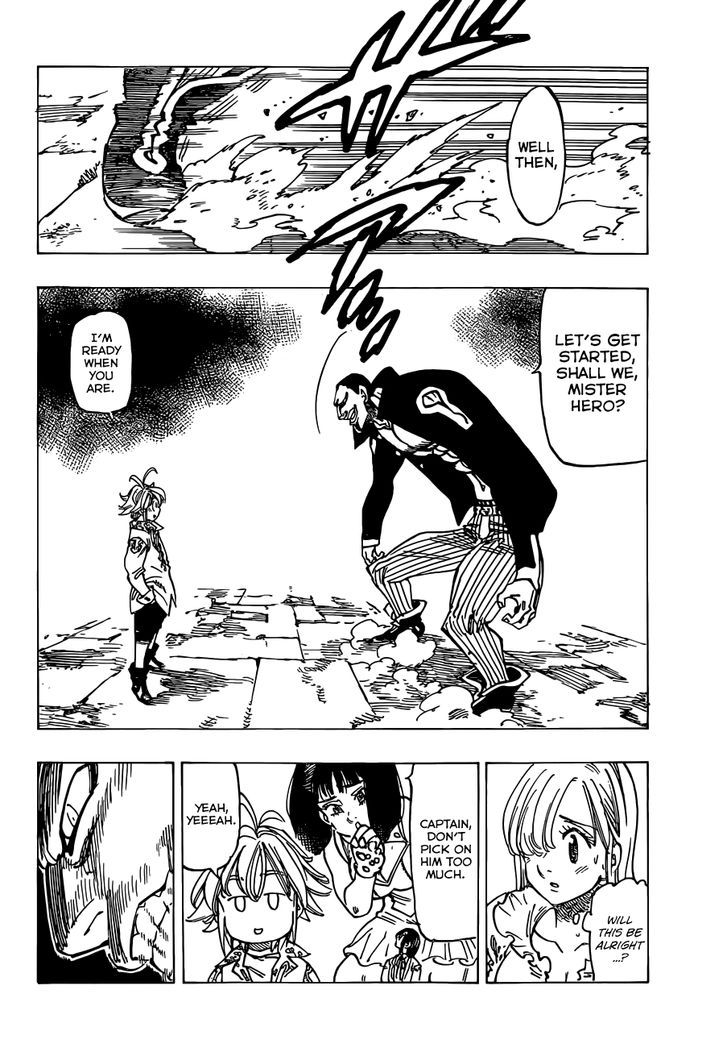 WELL
THEN,
LET'S GET
STARTED,
SHALL WE,
MISTER
HERO?
I'M
READY
WHEN
YOU
ARE.
WILL
THIS BE
ALRIGHT
...?
CAPTAIN,
DON'T
PICK ON
HIM TOO
MUCH.
YEAH,
YEEEAH.